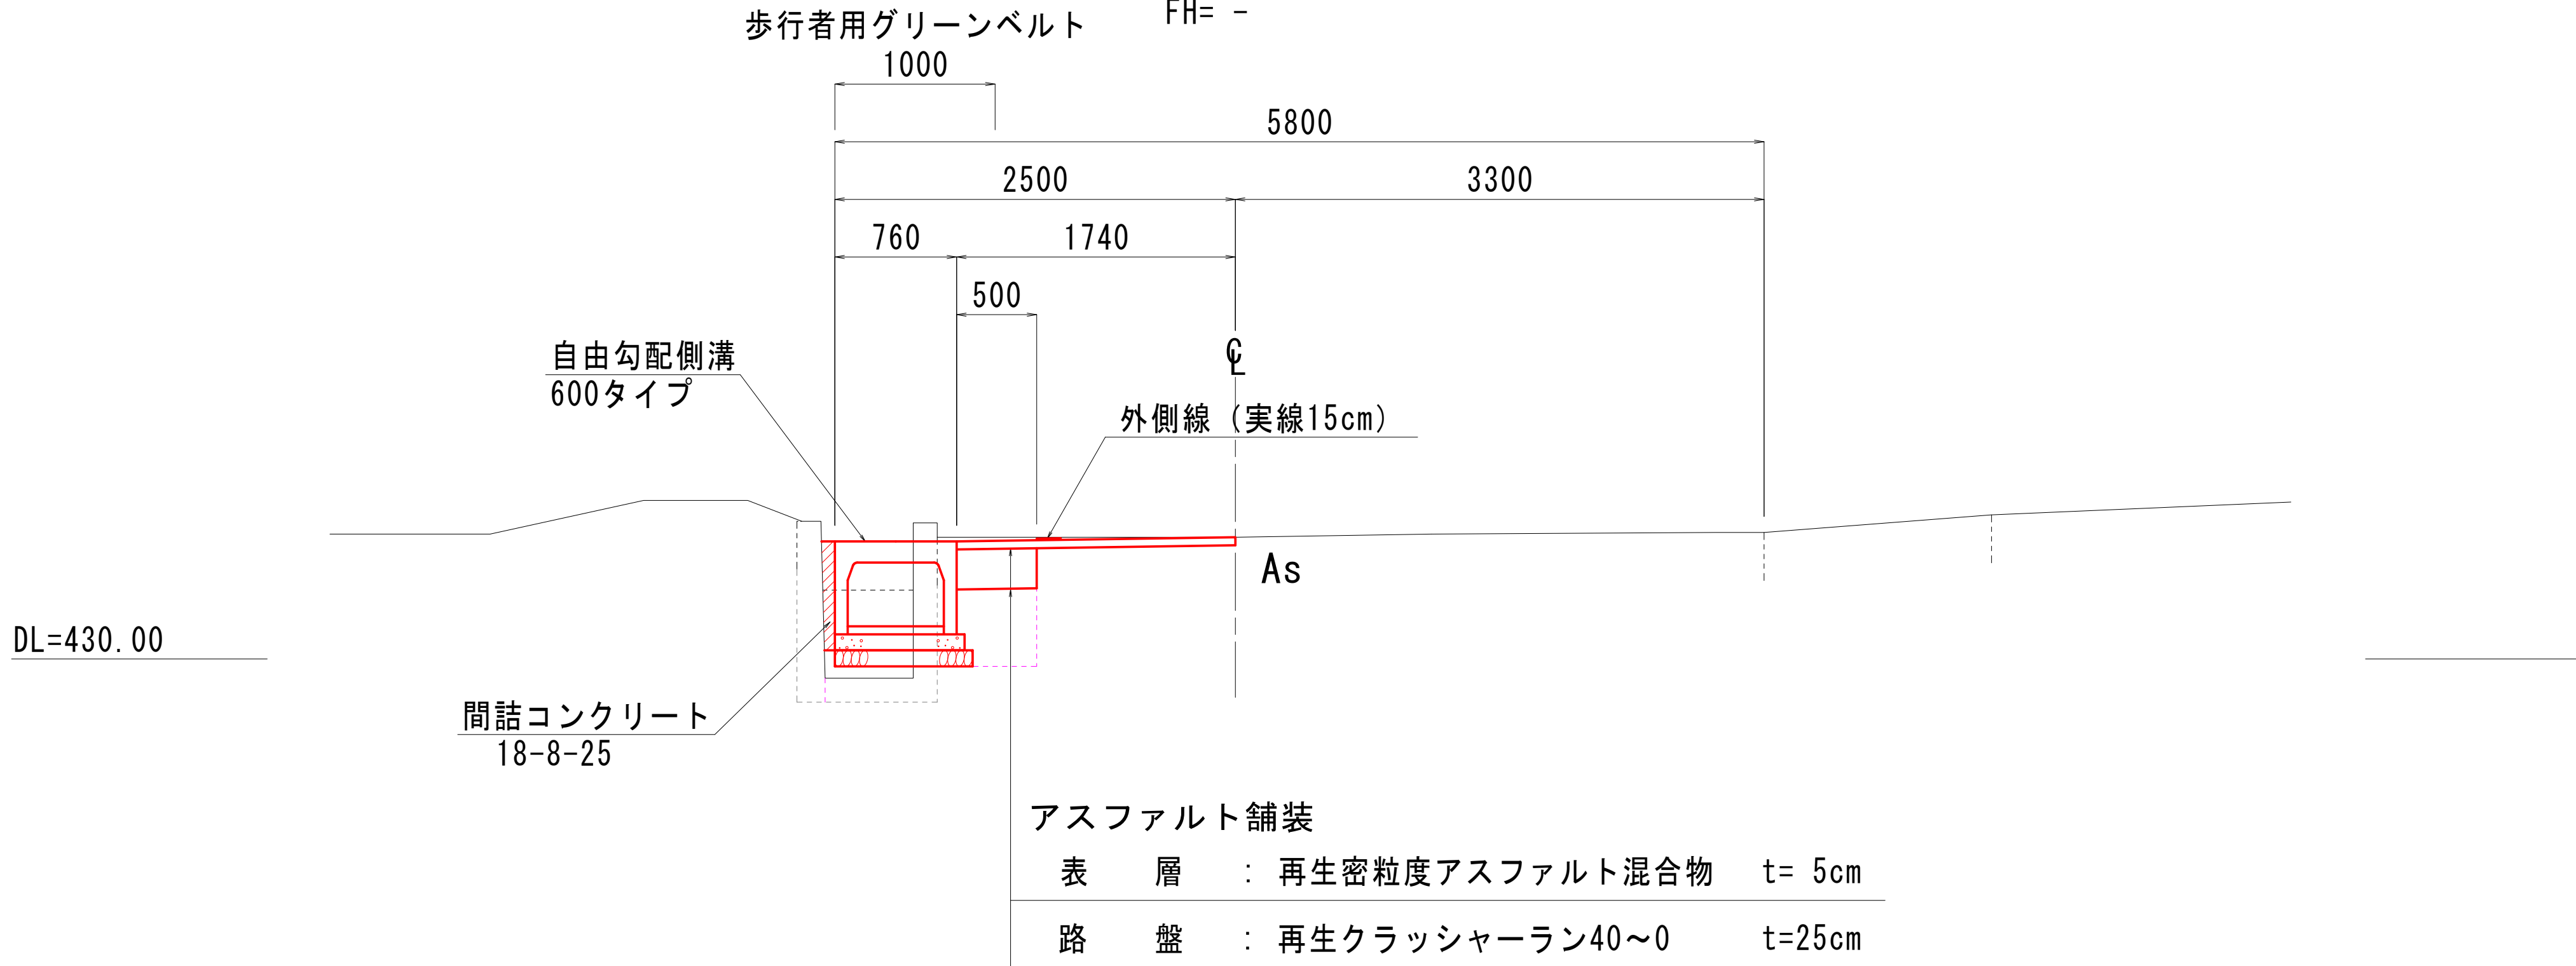 FH= -
歩行者用グリーンベルト
1000
5800
2500
3300
760
1740
500
自由勾配側溝
600タイプ
℄
外側線（実線15cm）
As
DL=430.00
間詰コンクリート
18-8-25
アスファルト舗装
表 層 : 再生密粒度アスファルト混合物 t= 5cm
路 盤 : 再生クラッシャーラン40～0 t=25cm